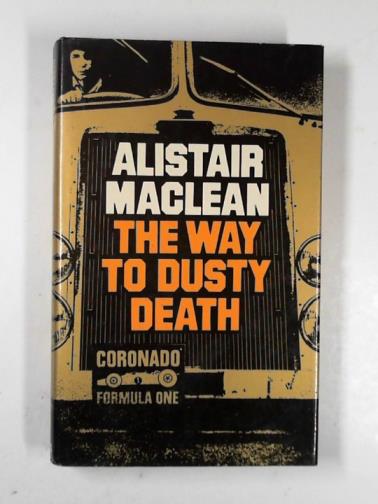 ALISTAIR
MACLEAN
THE WAY
TO DUSTY
DEATH
CORONADO
FORMULA ONE